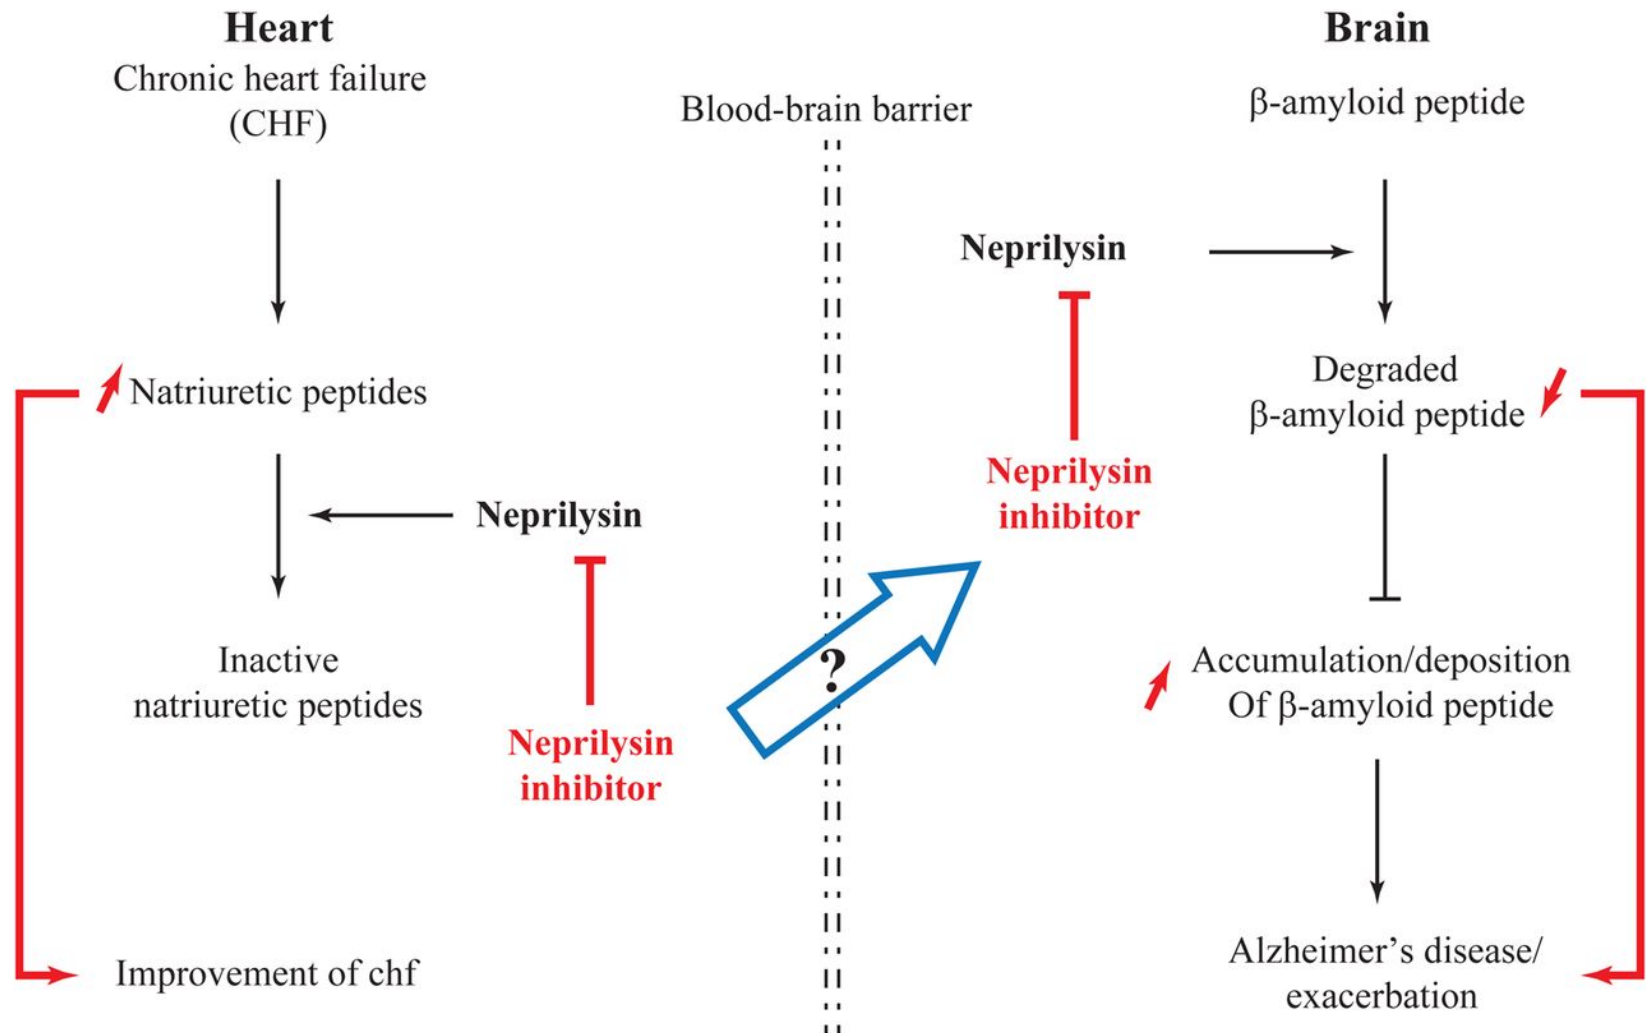 Heart
Chronic heart failure
(CHF)
Natriuretic peptides
Neprilysin
Inactive
natriuretic peptides
Neprilysin
inhibitor
Improvement of chf
Blood-brain barrier
?
Brain
β-amyloid peptide
Neprilysin
Degraded
β-amyloid peptide
Neprilysin
inhibitor
Accumulation/deposition
Of β-amyloid peptide
Alzheimer’s disease/
exacerbation